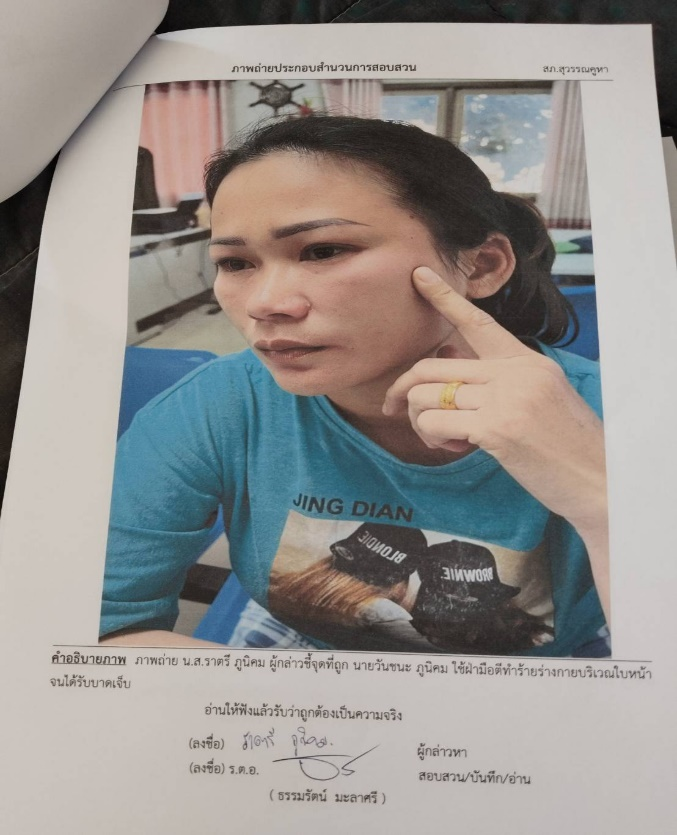 ภาพถ่ายประกอบสำนวนการสอบสวน สภ.สุวรรณคูหา
JING DIAN
BLONDIE
BROWNIE
คำอธิบายภาพ ภาพถ่าย น.ส.ราตรี ภูนิคม ผู้กล่าวชี้จุดที่ถูก นายวันชนะ ภูนิคม ใช้ฝ่ามือตีทำร้ายร่างกายบริเวณใบหน้า
จนได้รับบาดเจ็บ
อ่านให้ฟังแล้วรับว่าถูกต้องเป็นความจริง
(ลงชื่อ) ราตรี ภูนิคม ผู้กล่าวหา
(ลงชื่อ) ร.ต.อ. สอบสวน/บันทึก/อ่าน
( ธรรมรัตน์ มะลาศรี )